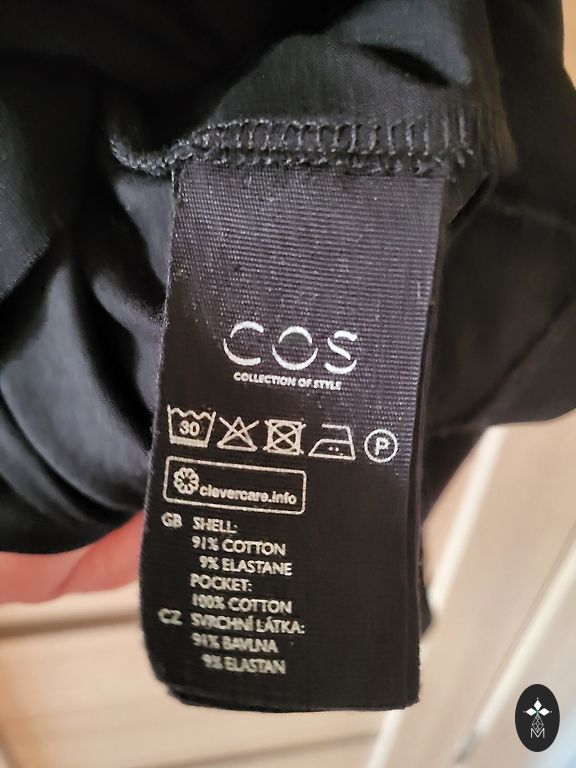 COS
COLLECTION OF STYLE
30
P
clevercare.info
GB SHELL:
91% COTTON
9% ELASTANE
POCKET:
100% COTTON
CZ SVRCHNÍ LÁTKA:
91% BAVLNA
9% ELASTAN
M